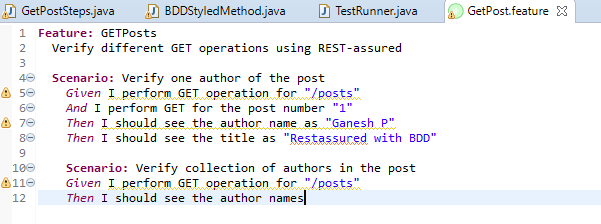 GetPostSteps.java BDDStyledMethod.java TestRunner.java GetPost.feature
1 Feature: GETPosts
2 Verify different GET operations using REST-assured
3
4 Scenario: Verify one author of the post
5 Given I perform GET operation for "/posts"
6 And I perform GET for the post number "1"
7 Then I should see the author name as "Ganesh P"
8 Then I should see the title as "Restassured with BDD"
9
10 Scenario: Verify collection of authors in the post
11 Given I perform GET operation for "/posts"
12 Then I should see the author names